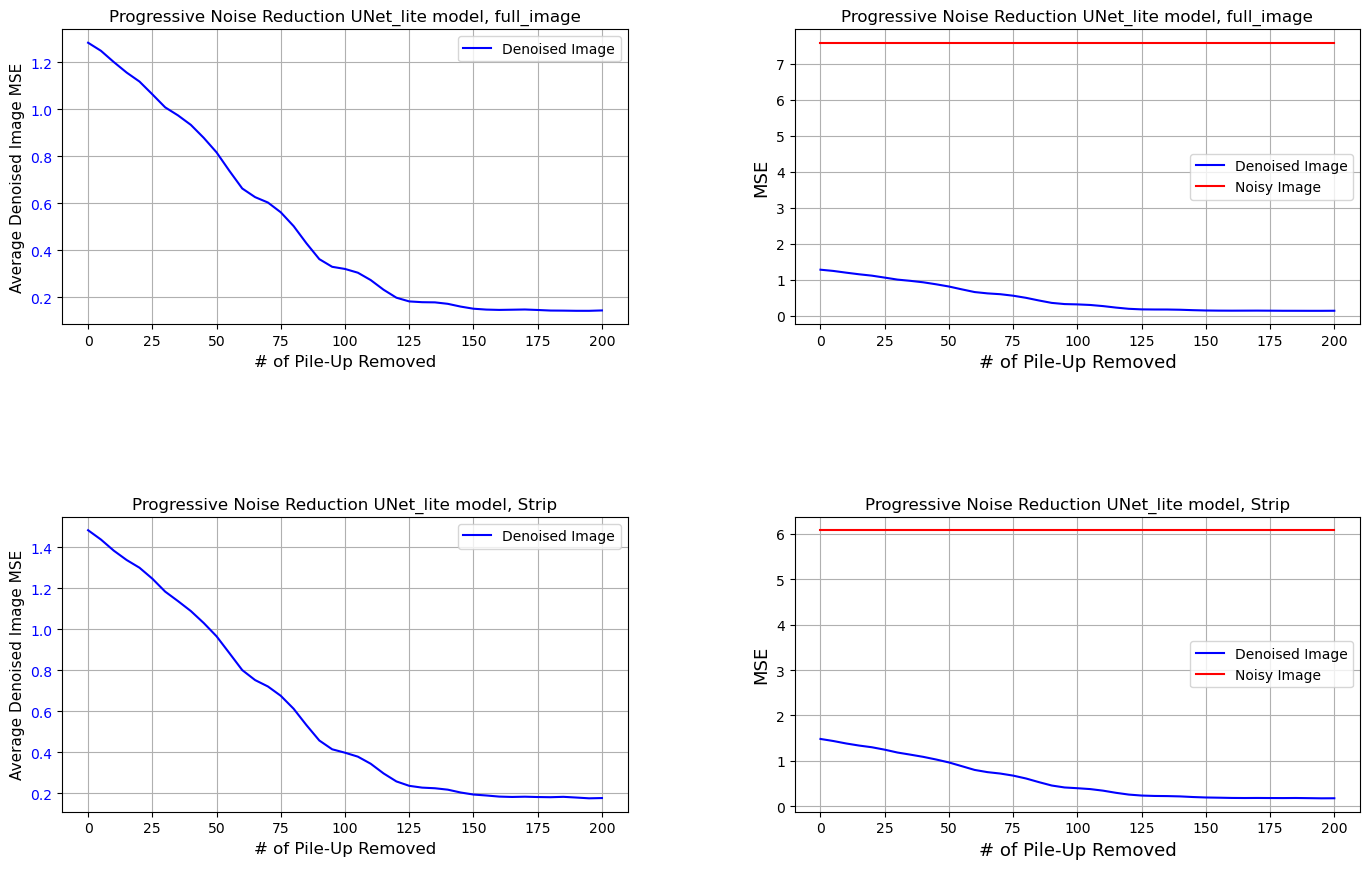 Progressive Noise Reduction UNet_lite model, full_image
Average Denoised Image MSE
1.2
1.0
0.8
0.6
0.4
0.2
Denoised Image
0 25 50 75 100 125 150 175 200
# of Pile-Up Removed
Progressive Noise Reduction UNet_lite model, full_image
MSE
7
6
5
4
3
2
1
0
Denoised Image
Noisy Image
0 25 50 75 100 125 150 175 200
# of Pile-Up Removed
Progressive Noise Reduction UNet_lite model, Strip
Average Denoised Image MSE
1.4
1.2
1.0
0.8
0.6
0.4
0.2
Denoised Image
0 25 50 75 100 125 150 175 200
# of Pile-Up Removed
Progressive Noise Reduction UNet_lite model, Strip
MSE
6
5
4
3
2
1
0
Denoised Image
Noisy Image
0 25 50 75 100 125 150 175 200
# of Pile-Up Removed